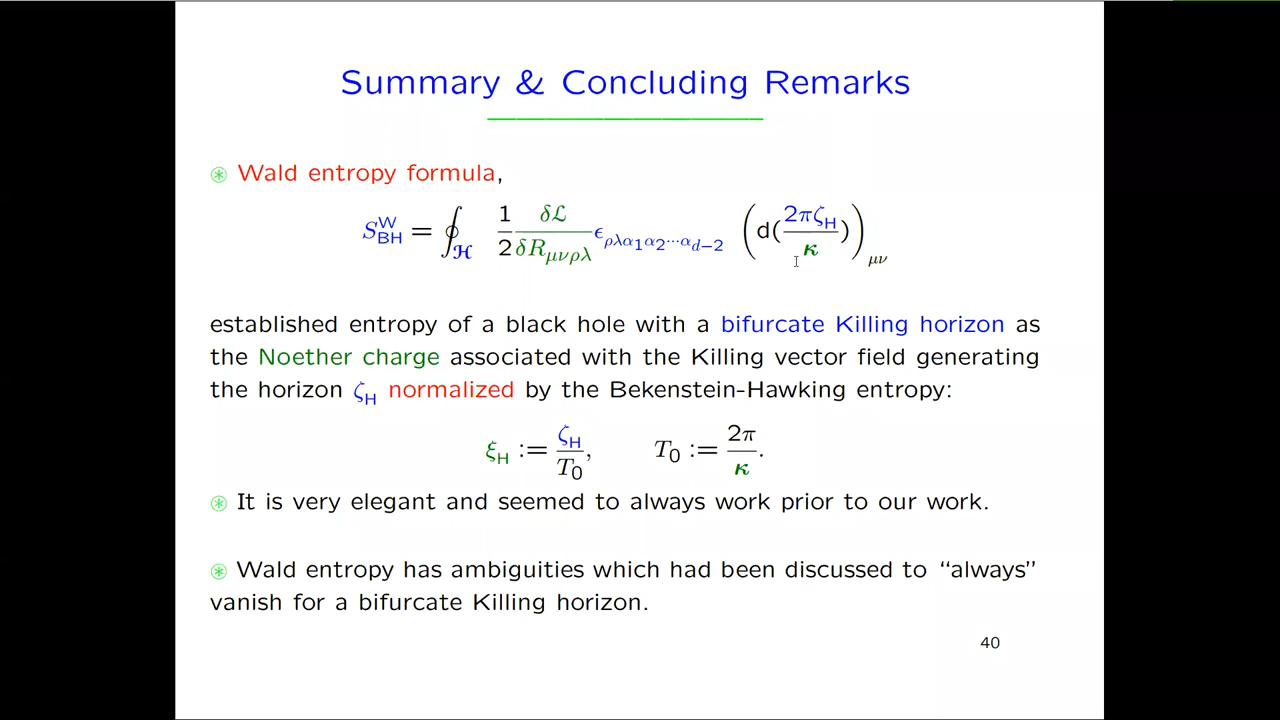 Summary & Concluding Remarks
⊛ Wald entropy formula,
S^W_BH = ∮_ℋ 1/2 δℒ/δR_μνρλ ϵ_ρλα₁α₂···α_d−2 (d(2πζ_H/κ))_μν
established entropy of a black hole with a bifurcate Killing horizon as
the Noether charge associated with the Killing vector field generating
the horizon ζ_H normalized by the Bekenstein-Hawking entropy:
ξ_H := ζ_H/T_0, T_0 := 2π/κ.
⊛ It is very elegant and seemed to always work prior to our work.
⊛ Wald entropy has ambiguities which had been discussed to “always”
vanish for a bifurcate Killing horizon.
40